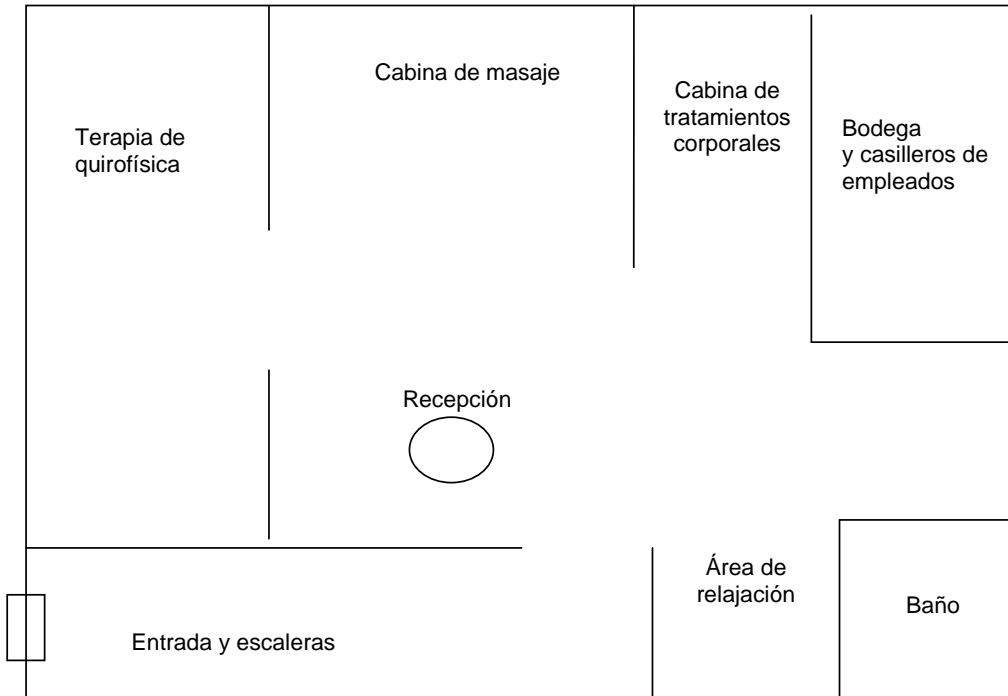 Cabina de masaje
Cabina de
tratamientos
corporales
Terapia de
quirofísica
Bodega
y casilleros de
empleados
Recepción
Área de
relajación
Baño
Entrada y escaleras